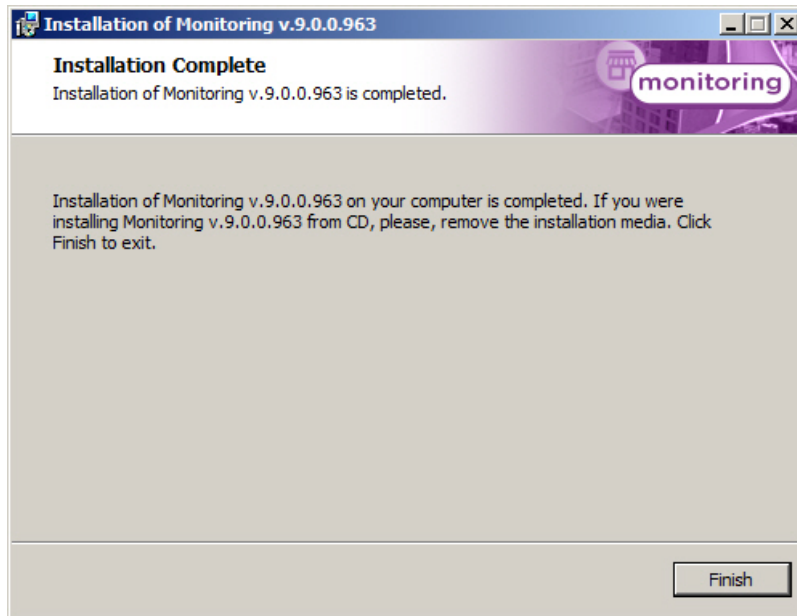 Installation of Monitoring v.9.0.0.963
Installation Complete
Installation of Monitoring v.9.0.0.963 is completed.
monitoring
Installation of Monitoring v.9.0.0.963 on your computer is completed. If you were
installing Monitoring v.9.0.0.963 from CD, please, remove the installation media. Click
Finish to exit.
Finish